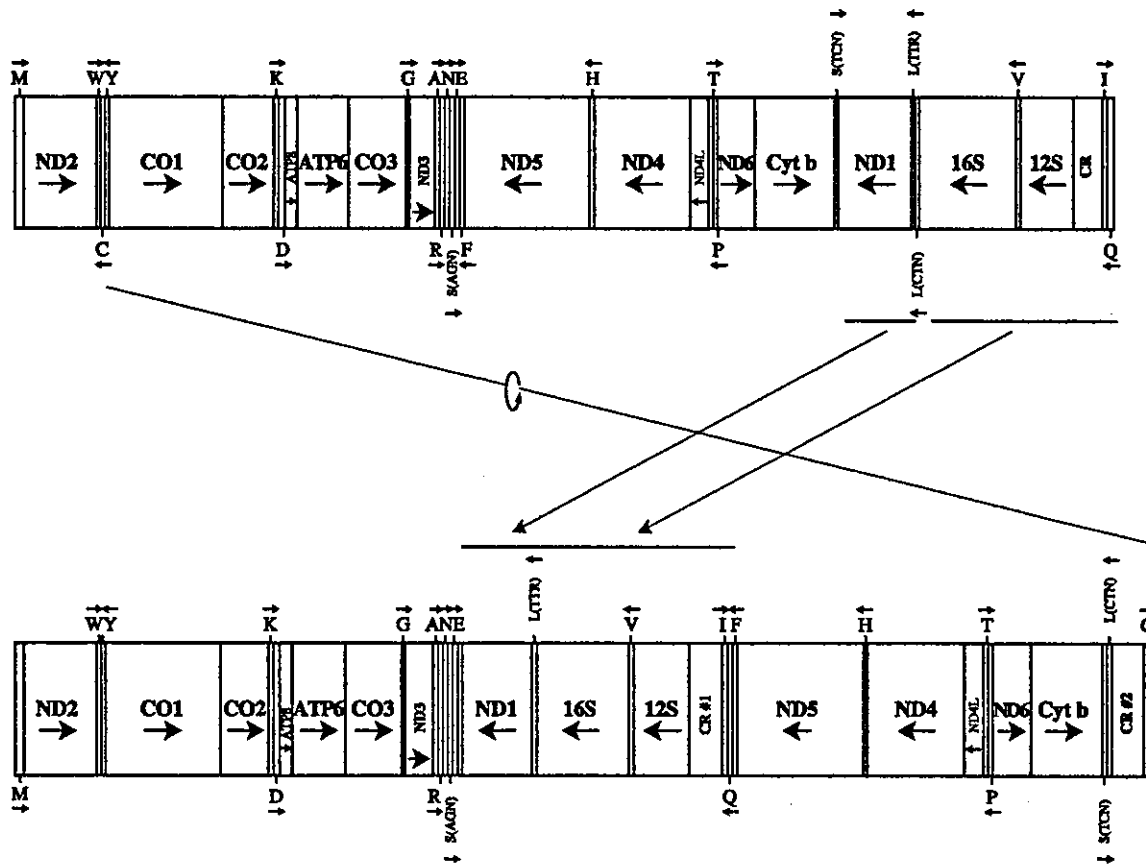 S(TCN) L(TTR)
M W Y K G A N E H T V I
ND2 CO1 CO2 ATP8 ATP6 CO3 ND3 ND5 ND4 ND4L ND6 Cyt b ND1 16S 12S CR
C D R S(AGN) F P L(CTN) Q
L(TTR) L(CTN)
W Y K G A N E V I F H T
ND2 CO1 CO2 ATP8 ATP6 CO3 ND3 ND1 16S 12S CR #1 ND5 ND4 ND4L ND6 Cyt b CR #2
M D R S(AGN) Q P S(TCN)